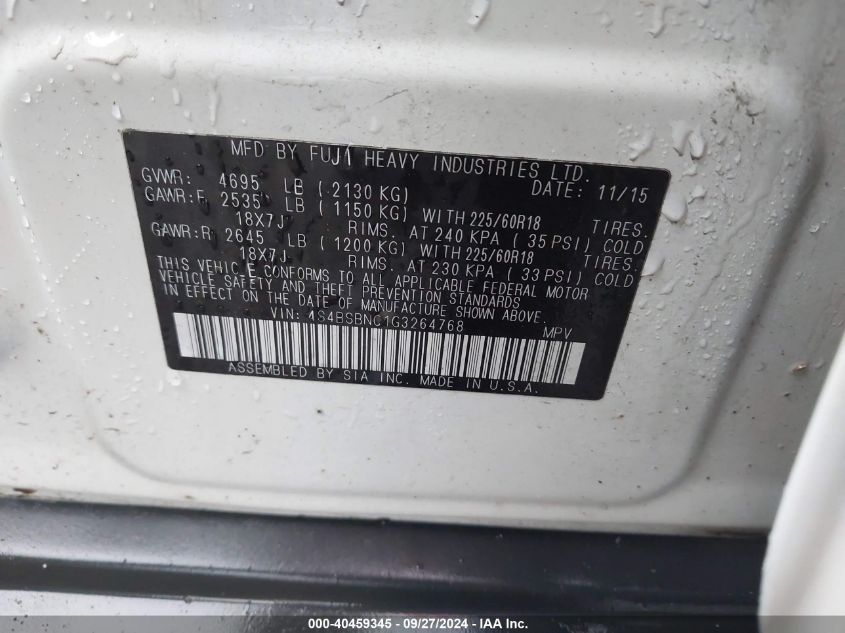 MFD BY FUJI HEAVY INDUSTRIES LTD.
GVWR: 4695 LB ( 2130 KG) DATE: 11/15
GAWR:F 2535 LB ( 1150 KG) WITH 225/60R18 TIRES.
18X7J RIMS. AT 240 KPA ( 35 PSI) COLD
GAWR:R 2645 LB ( 1200 KG) WITH 225/60R18 TIRES.
18X7J RIMS. AT 230 KPA ( 33 PSI) COLD
THIS VEHICLE CONFORMS TO ALL APPLICABLE FEDERAL MOTOR
VEHICLE SAFETY AND THEFT PREVENTION STANDARDS
IN EFFECT ON THE DATE OF MANUFACTURE SHOWN ABOVE.
VIN: 4S4BSBNC1G3264768 MPV
ASSEMBLED BY SIA INC. MADE IN U.S.A.
000-40459345 - 09/27/2024 - IAA Inc.